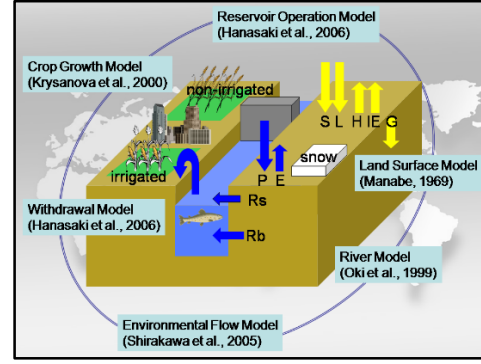 Reservoir Operation Model
(Hanasaki et al., 2006)
Crop Growth Model
(Krysanova et al., 2000)
non-irrigated
S L H lE G
irrigated
snow
P E
Land Surface Model
(Manabe, 1969)
Withdrawal Model
(Hanasaki et al., 2006)
Rs
Rb
River Model
(Oki et al., 1999)
Environmental Flow Model
(Shirakawa et al., 2005)